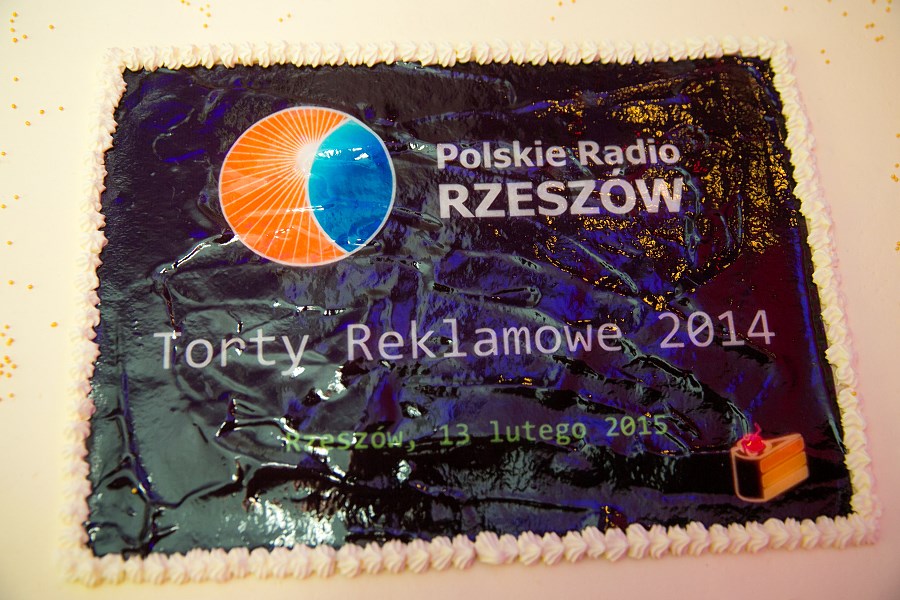 Polskie Radio
RZESZÓW
Torty Reklamowe 2014
Rzeszów, 13 lutego 2015